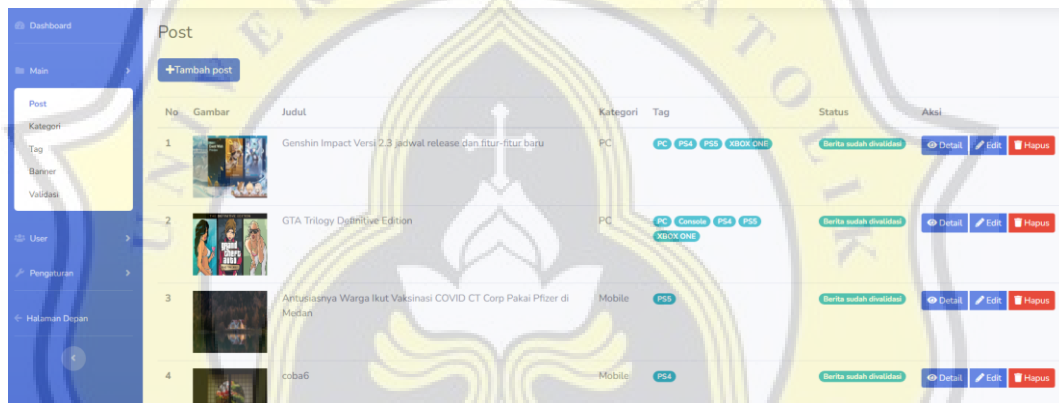 Dashboard
Main
Post
Kategori
Tag
Banner
Validasi
User
Pengaturan
Halaman Depan
Post
+Tambah post
No Gambar Judul Kategori Tag Status Aksi
1 Genshin Impact Versi 2.3 jadwal release dan fitur-fitur baru PC PC PS4 PS5 XBOX ONE Berita sudah divalidasi Detail Edit Hapus
2 GTA Trilogy Definitive Edition PC PC Console PS4 PS5 Berita sudah divalidasi Detail Edit Hapus
XBOX ONE
3 Antusiasnya Warga Ikut Vaksinasi COVID CT Corp Pakai Pfizer di Mobile PS5 Berita sudah divalidasi Detail Edit Hapus
Medan
4 coba6 Mobile PS4 Berita sudah divalidasi Detail Edit Hapus